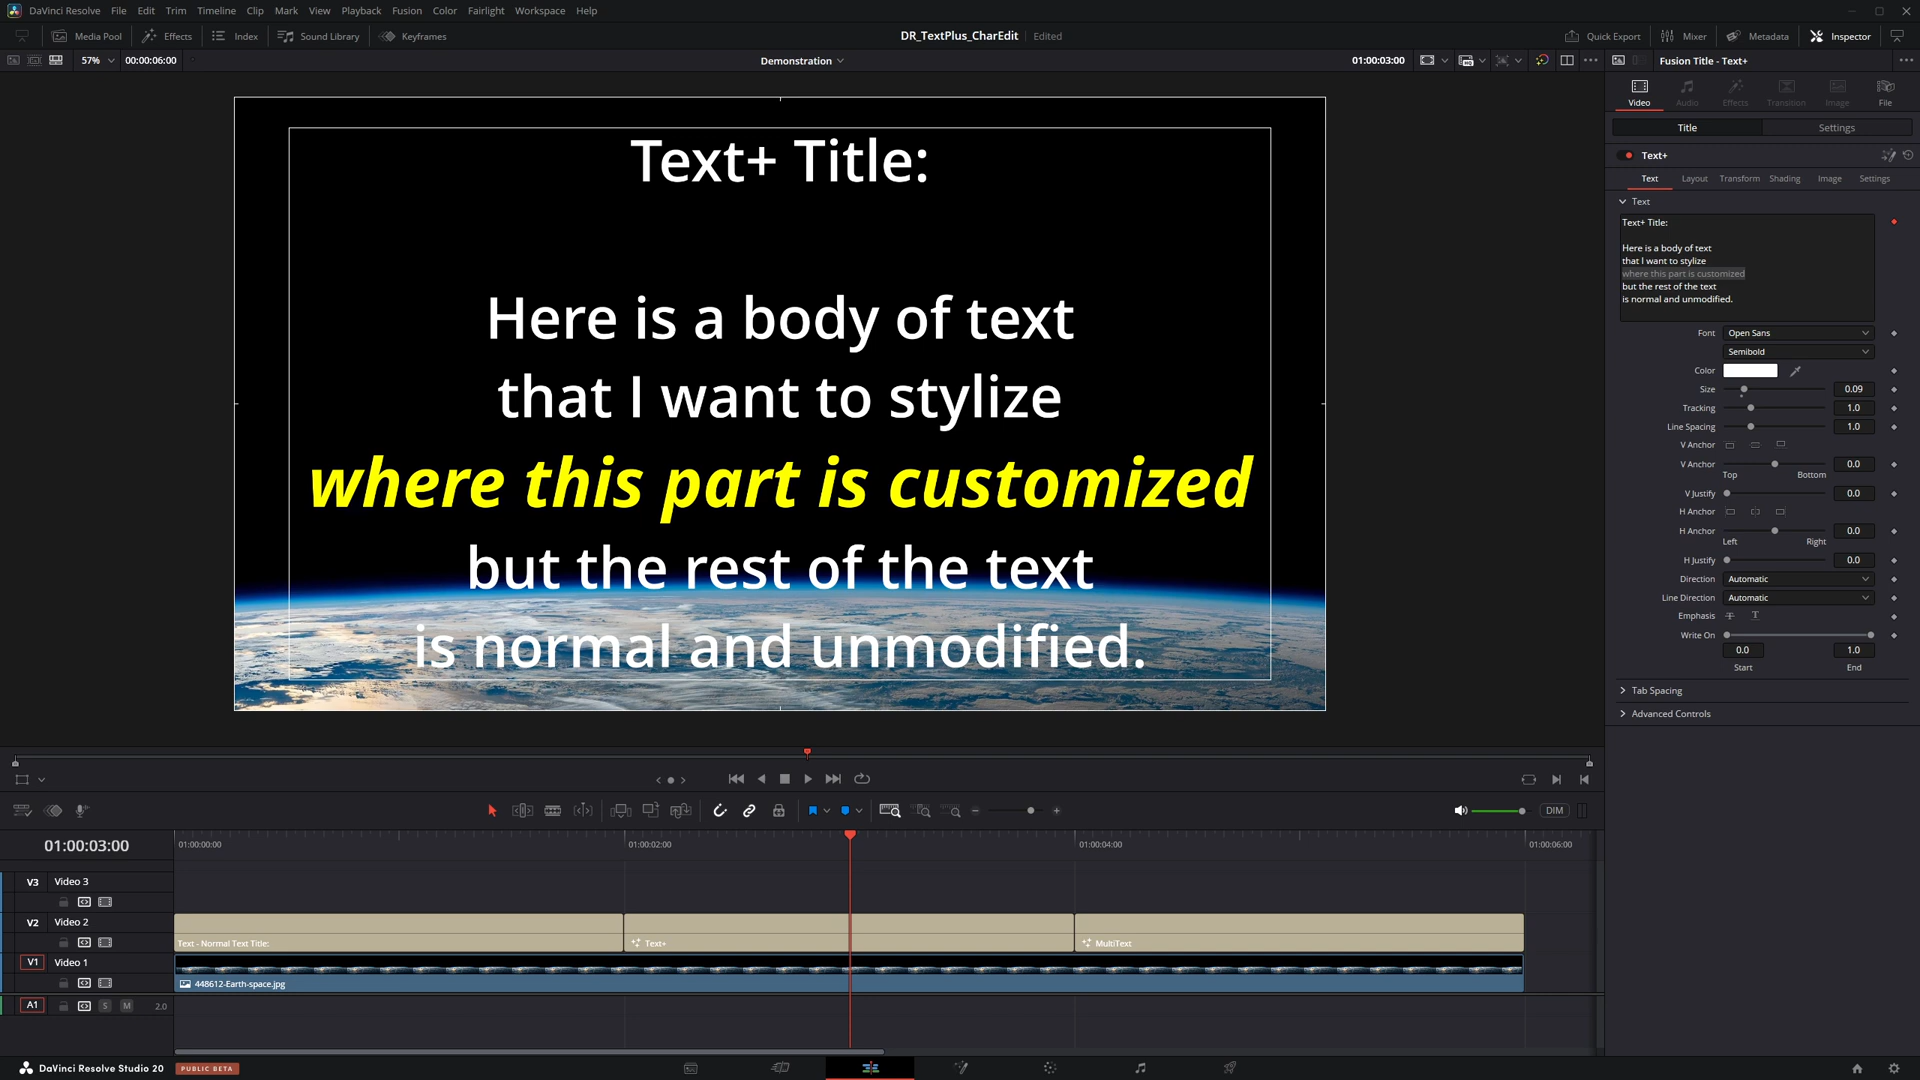 DaVinci Resolve File Edit Trim Timeline Clip Mark View Playback Fusion Color Fairlight Workspace Help
Media Pool Effects Index Sound Library Keyframes DR_TextPlus_CharEdit Edited Quick Export Mixer Metadata Inspector
57% 00:00:06:00 Demonstration 01:00:03:00 Fusion Title - Text+
Video Audio Effects Transition Image File
Title Settings
Text+
Text Layout Transform Shading Image Settings
Text
Text+ Title:
Here is a body of text
that I want to stylize
where this part is customized
but the rest of the text
is normal and unmodified.
Font Open Sans
Semibold
Color
Size 0.09
Tracking 1.0
Line Spacing 1.0
V Anchor
V Anchor 0.0
Top Bottom
V Justify 0.0
H Anchor
H Anchor 0.0
Left Right
H Justify 0.0
Direction Automatic
Line Direction Automatic
Emphasis
Write On
0.0 1.0
Start End
Tab Spacing
Advanced Controls
Text+ Title:
Here is a body of text
that I want to stylize
where this part is customized
but the rest of the text
is normal and unmodified.
DIM
01:00:03:00 01:00:00:00 01:00:02:00 01:00:04:00 01:00:06:00
V3 Video 3
V2 Video 2
Text - Normal Text Title: Text+ MultiText
V1 Video 1
448612-Earth-space.jpg
A1 S M 2.0
DaVinci Resolve Studio 20 PUBLIC BETA